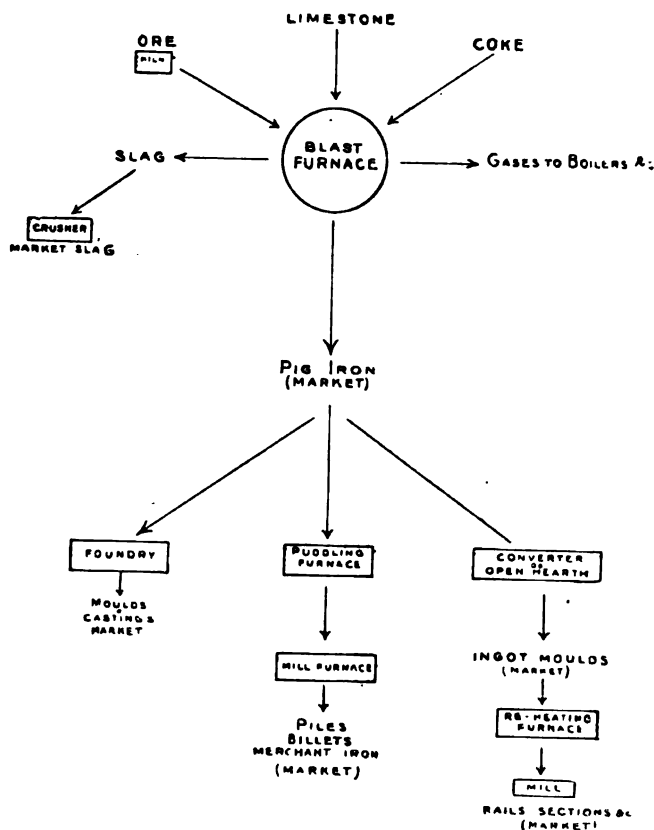 LIMESTONE
ORE
KILN
COKE
BLAST
FURNACE
SLAG
GASES TO BOILERS &c
CRUSHER
MARKET SLAG
PIG IRON
(MARKET)
FOUNDRY
PUDDLING
FURNACE
CONVERTER
OR
OPEN HEARTH
MOULDS
CASTINGS
MARKET
MILL FURNACE
INGOT MOULDS
(MARKET)
PILES
BILLETS
MERCHANT IRON
(MARKET)
RE-HEATING
FURNACE
MILL
RAILS SECTIONS &c
(MARKET)